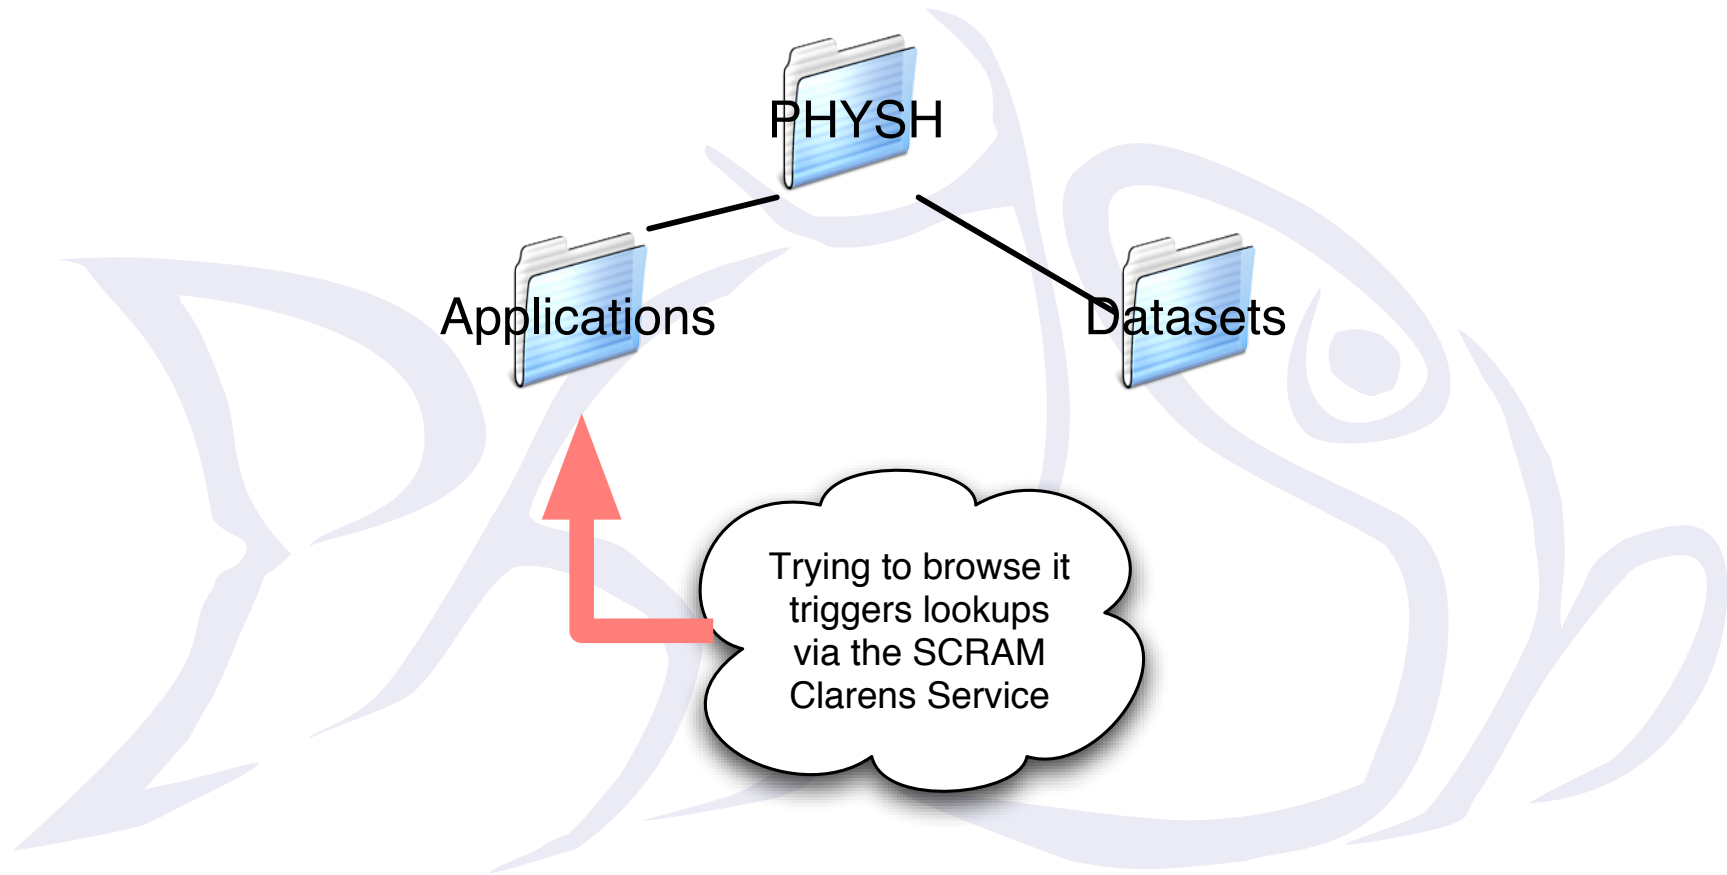 PHYSH
Applications
Datasets
Trying to browse it
triggers lookups
via the SCRAM
Clarens Service